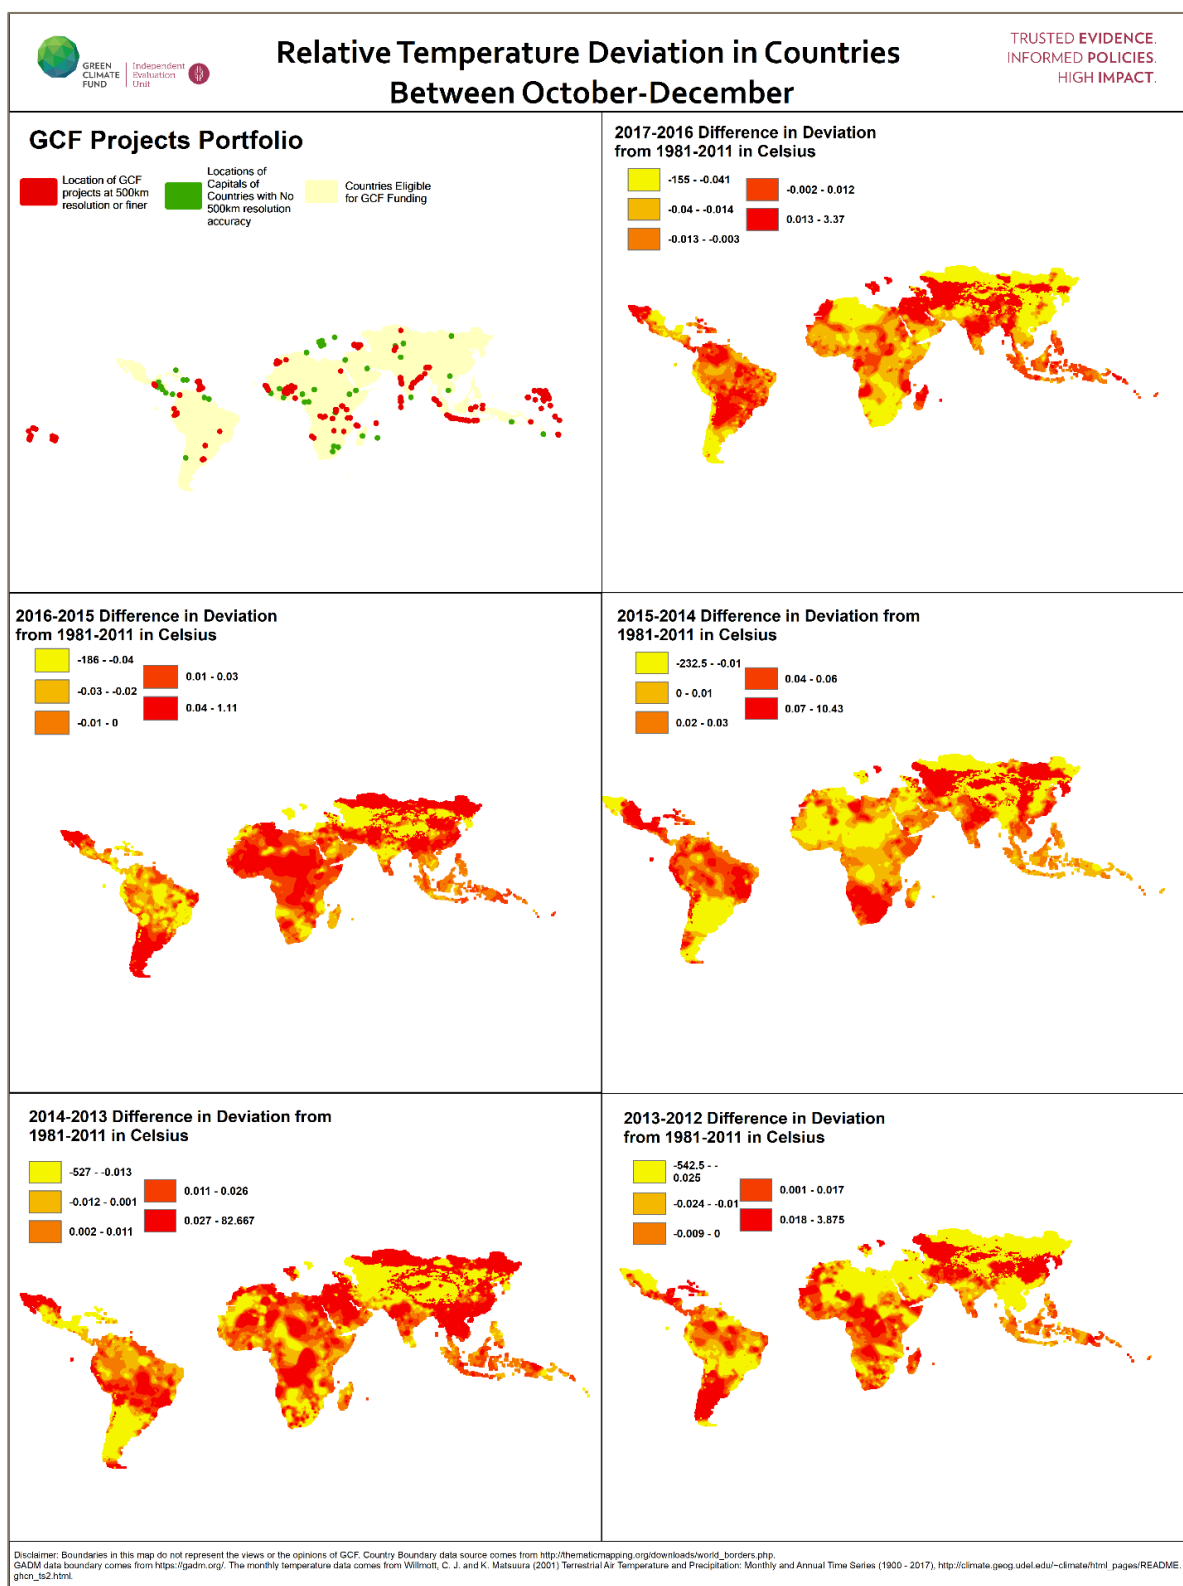 GREEN
CLIMATE
FUND
Independent
Evaluation
Unit
Relative Temperature Deviation in Countries
Between October-December
TRUSTED EVIDENCE.
INFORMED POLICIES.
HIGH IMPACT.
GCF Projects Portfolio
Location of GCF
projects at 500km
resolution or finer
Locations of
Capitals of
Countries with No
500km resolution
accuracy
Countries Eligible
for GCF Funding
2017-2016 Difference in Deviation
from 1981-2011 in Celsius
-155 - -0.041
-0.04 - -0.014
-0.013 - -0.003
-0.002 - 0.012
0.013 - 3.37
2016-2015 Difference in Deviation
from 1981-2011 in Celsius
-186 - -0.04
-0.03 - -0.02
-0.01 - 0
0.01 - 0.03
0.04 - 1.11
2015-2014 Difference in Deviation from
1981-2011 in Celsius
-232.5 - -0.01
0 - 0.01
0.02 - 0.03
0.04 - 0.06
0.07 - 10.43
2014-2013 Difference in Deviation from
1981-2011 in Celsius
-527 - -0.013
-0.012 - 0.001
0.002 - 0.011
0.011 - 0.026
0.027 - 82.667
2013-2012 Difference in Deviation
from 1981-2011 in Celsius
-542.5 - -
0.025
-0.024 - -0.01
-0.009 - 0
0.001 - 0.017
0.018 - 3.875
Disclaimer: Boundaries in this map do not represent the views or the opinions of GCF. Country Boundary data source comes from http://thematicmapping.org/downloads/world_borders.php.
GADM data boundary comes from https://gadm.org/. The monthly temperature data comes from Willmott, C. J. and K. Matsuura (2001) Terrestrial Air Temperature and Precipitation: Monthly and Annual Time Series (1900 - 2017), http://climate.geog.udel.edu/~climate/html_pages/README.
ghcn_ts2.html.